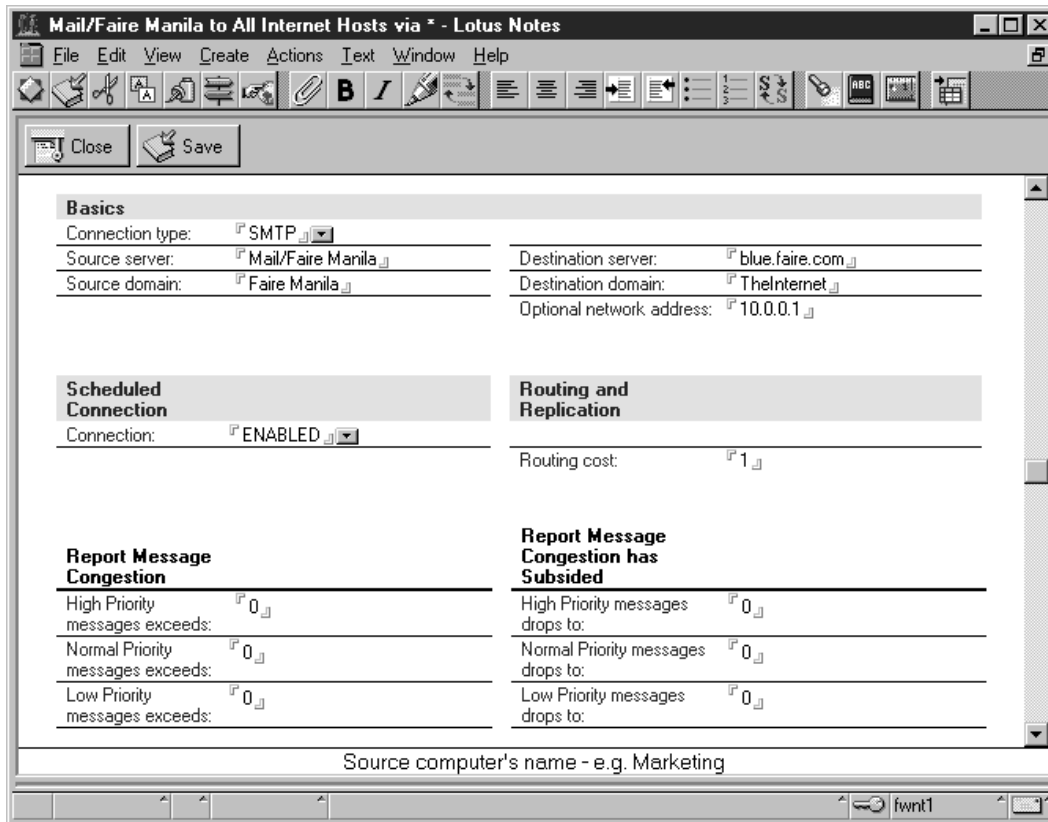 Mail/Faire Manila to All Internet Hosts via * - Lotus Notes
File Edit View Create Actions Text Window Help
Close Save
Basics
Connection type: SMTP
Source server: Mail/Faire Manila Destination server: blue.faire.com
Source domain: Faire Manila Destination domain: TheInternet
Optional network address: 10.0.0.1
Scheduled Routing and
Connection Replication
Connection: ENABLED
Routing cost: 1
Report Message
Report Message Congestion has
Congestion Subsided
High Priority 0 High Priority messages 0
messages exceeds: drops to:
Normal Priority 0 Normal Priority messages 0
messages exceeds: drops to:
Low Priority 0 Low Priority messages 0
messages exceeds: drops to:
Source computer's name - e.g. Marketing
fwnt1